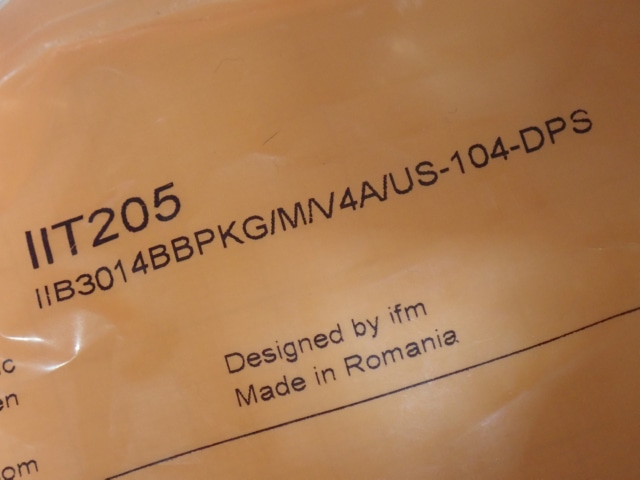 IIT205
IIB3014BBPKG/M/V4A/US-104-DPS
Designed by ifm
Made in Romania